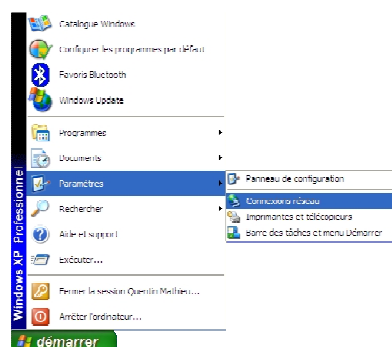 Catalogue Windows
Configurer les programmes par défaut
Favoris Bluetooth
Windows Update
Programmes
Documents
Paramètres
Panneau de configuration
Connexions réseau
Imprimantes et télécopieurs
Barre des tâches et menu Démarrer
Rechercher
Aide et support
Exécuter...
Fermer la session Quentin Mathieu...
Arrêter l'ordinateur...
Windows XP Professionnel
démarrer